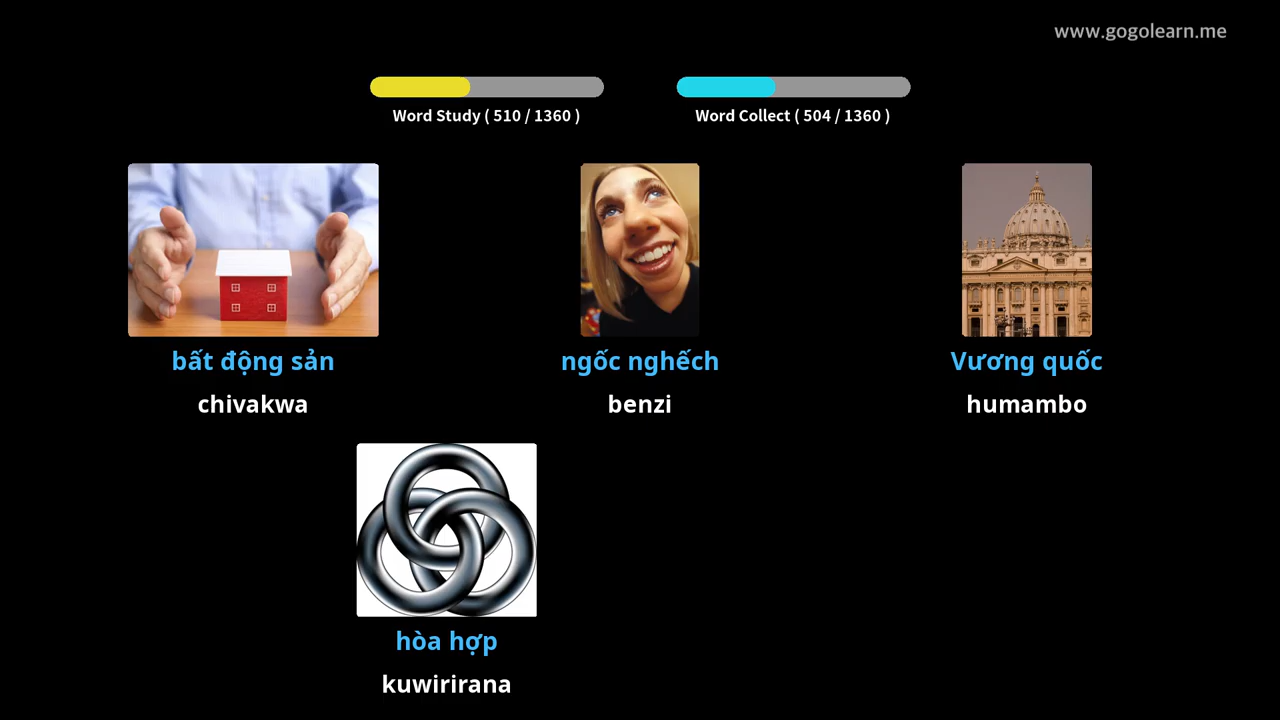 www.gogolearn.me
Word Study ( 510 / 1360 )
Word Collect ( 504 / 1360 )
bất động sản
chivakwa
ngốc nghếch
benzi
Vương quốc
humambo
hòa hợp
kuwirirana